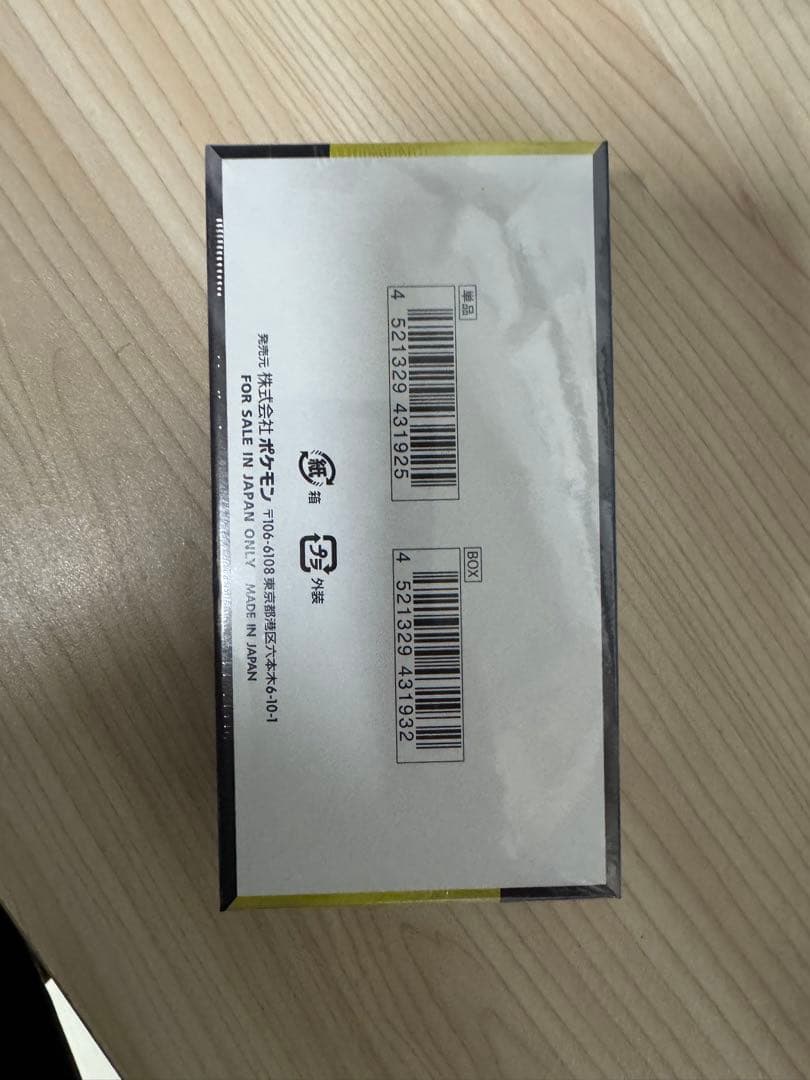 単品
4 521329 431925
BOX
4 521329 431932
紙 箱
プラ 外装
発売元 株式会社 ポケモン 〒106-6108 東京都港区六本木6-10-1
FOR SALE IN JAPAN ONLY MADE IN JAPAN